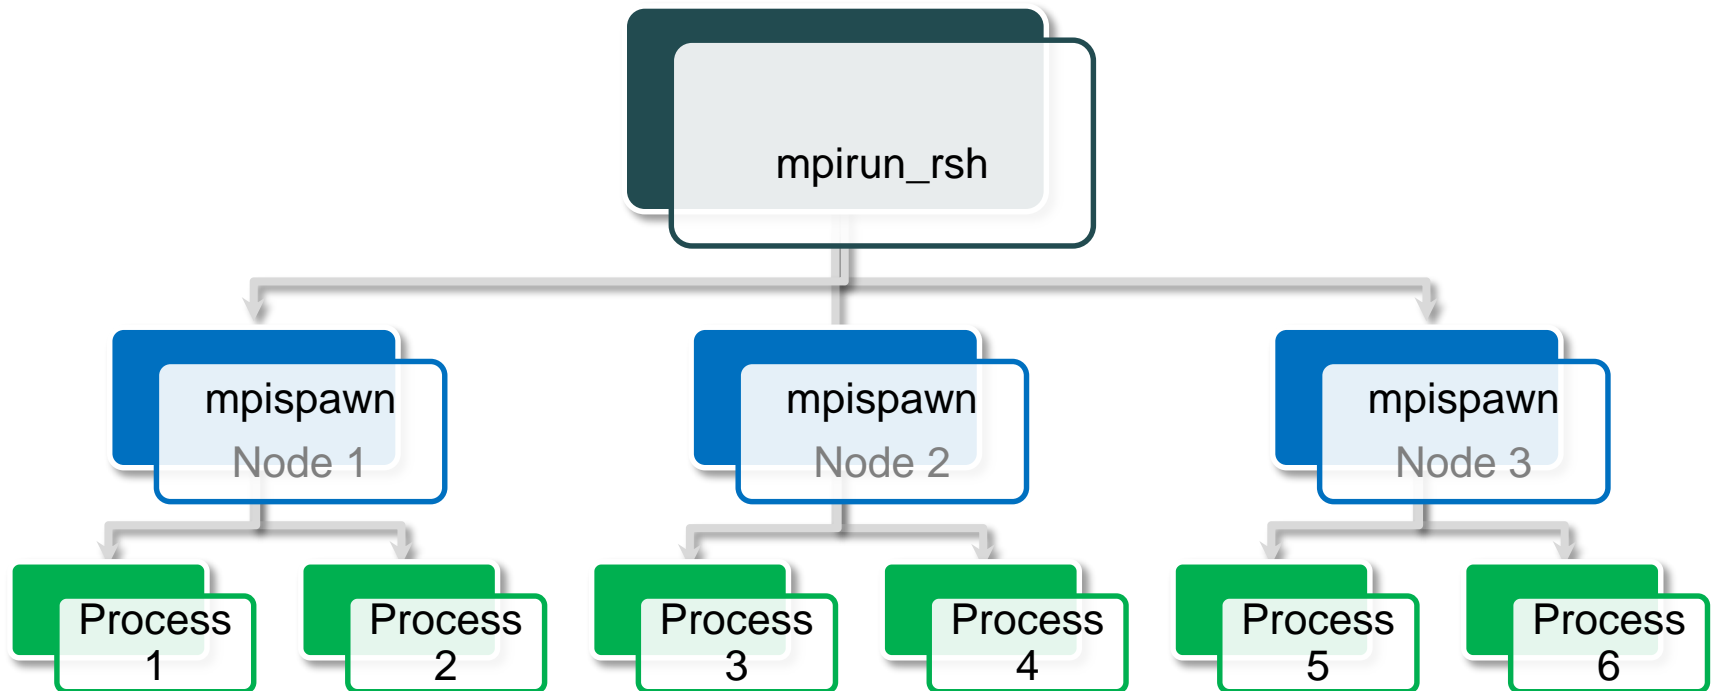 mpirun_rsh
mpispawn
Node 1
mpispawn
Node 2
mpispawn
Node 3
Process
1
Process
2
Process
3
Process
4
Process
5
Process
6